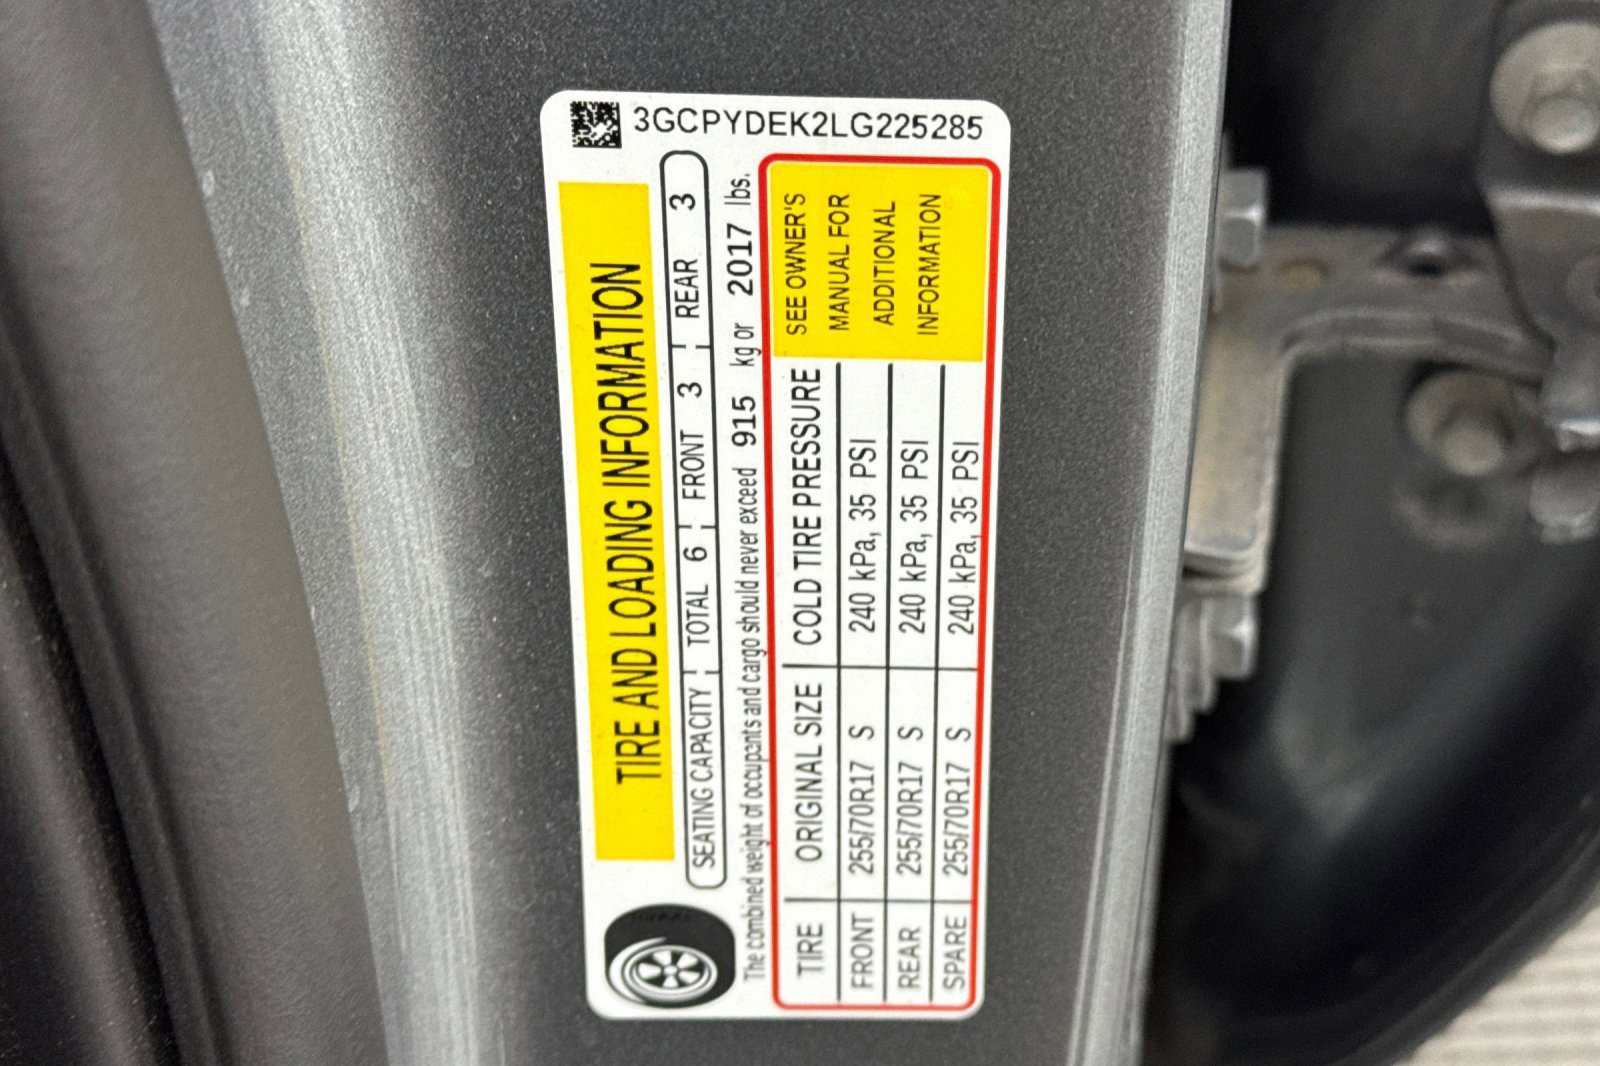 3GCPYDEK2LG225285
TIRE AND LOADING INFORMATION
SEATING CAPACITY TOTAL 6 FRONT 3 REAR 3
The combined weight of occupants and cargo should never exceed 915 kg or 2017 lbs.
TIRE ORIGINAL SIZE COLD TIRE PRESSURE
FRONT 255/70R17 S 240 kPa, 35 PSI
REAR 255/70R17 S 240 kPa, 35 PSI
SPARE 255/70R17 S 240 kPa, 35 PSI
SEE OWNER'S
MANUAL FOR
ADDITIONAL
INFORMATION